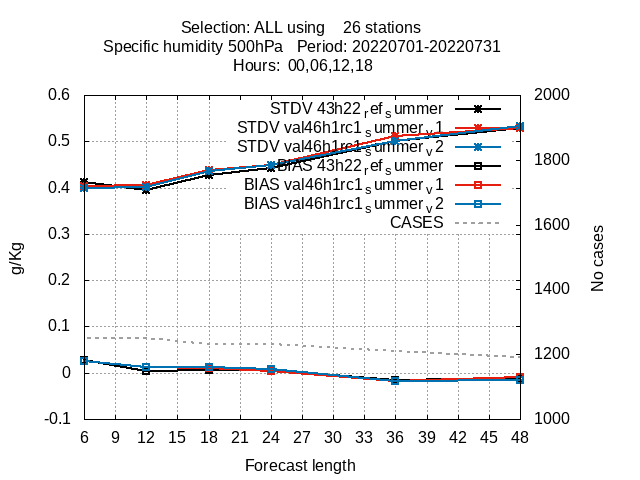 Selection: ALL using    26 stations
Specific humidity 500hPa   Period: 20220701-20220731
Hours:  00,06,12,18
0.6
0.5
0.4
0.3
0.2
0.1
0
-0.1
g/Kg
STDV 43h22_ref_summer
STDV val46h1rc1_summer_v1
STDV val46h1rc1_summer_v2
BIAS 43h22_ref_summer
BIAS val46h1rc1_summer_v1
BIAS val46h1rc1_summer_v2
CASES
2000
1800
1600
1400
1200
1000
No cases
6 9 12 15 18 21 24 27 30 33 36 39 42 45 48
Forecast length